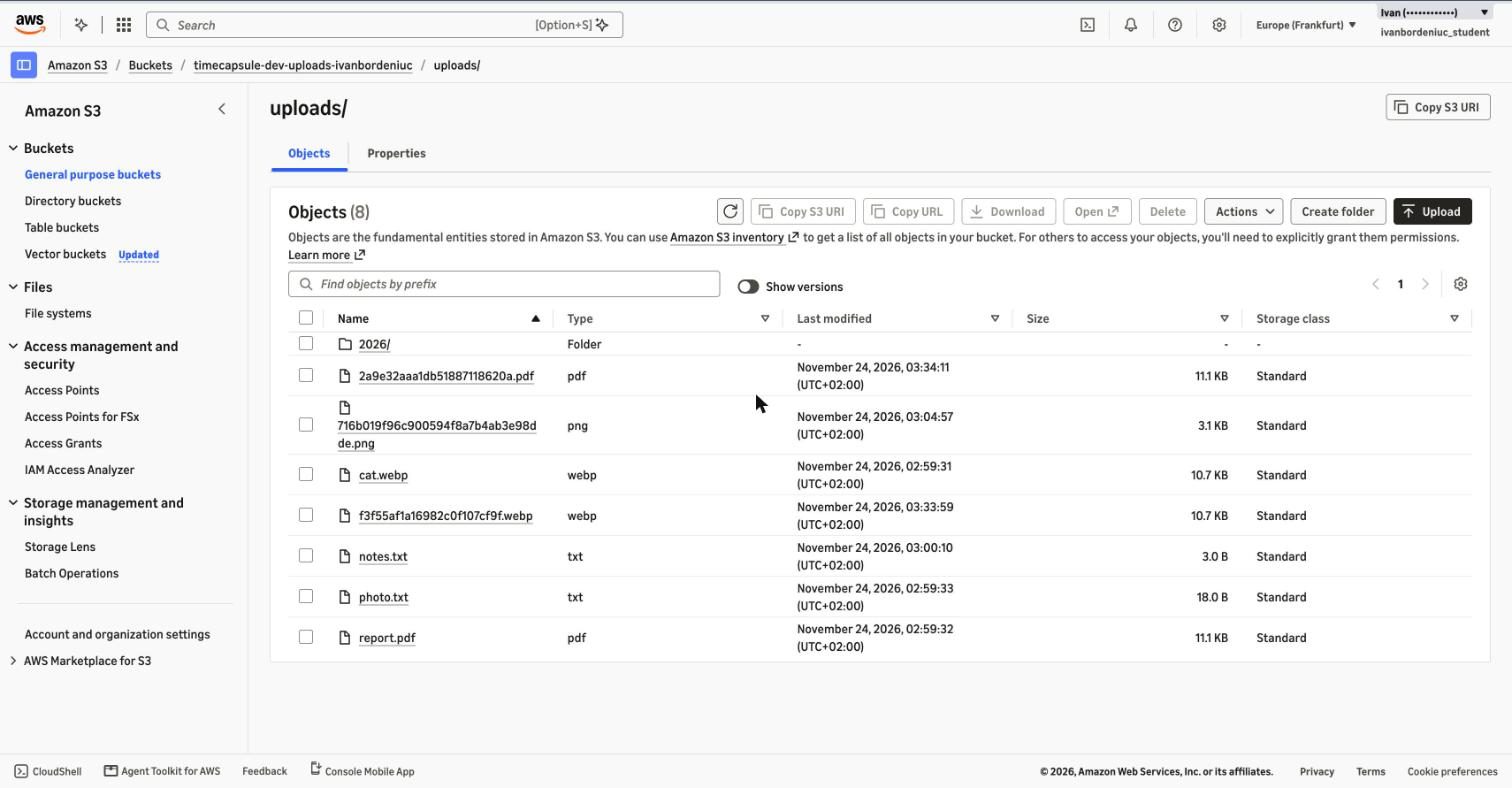 aws
Search
[Option+S]
Europe (Frankfurt)
Ivan (••••••••••••)
ivanbordeniuc_student
Amazon S3 / Buckets / timecapsule-dev-uploads-ivanbordeniuc / uploads/
Amazon S3
Buckets
General purpose buckets
Directory buckets
Table buckets
Vector buckets Updated
Files
File systems
Access management and
security
Access Points
Access Points for FSx
Access Grants
IAM Access Analyzer
Storage management and
insights
Storage Lens
Batch Operations
Account and organization settings
AWS Marketplace for S3
uploads/
Copy S3 URI
Objects
Properties
Objects (8)
Copy S3 URI
Copy URL
Download
Open
Delete
Actions
Create folder
Upload
Objects are the fundamental entities stored in Amazon S3. You can use Amazon S3 inventory to get a list of all objects in your bucket. For others to access your objects, you'll need to explicitly grant them permissions.
Learn more
Find objects by prefix
Show versions
1
Name Type Last modified Size Storage class
2026/ Folder - - -
2a9e32aaa1db51887118620a.pdf pdf November 24, 2026, 03:34:11 (UTC+02:00) 11.1 KB Standard
716b019f96c900594f8a7b4ab3e98d
de.png png November 24, 2026, 03:04:57 (UTC+02:00) 3.1 KB Standard
cat.webp webp November 24, 2026, 02:59:31 (UTC+02:00) 10.7 KB Standard
f3f55af1a16982c0f107cf9f.webp webp November 24, 2026, 03:33:59 (UTC+02:00) 10.7 KB Standard
notes.txt txt November 24, 2026, 03:00:10 (UTC+02:00) 3.0 B Standard
photo.txt txt November 24, 2026, 02:59:33 (UTC+02:00) 18.0 B Standard
report.pdf pdf November 24, 2026, 02:59:32 (UTC+02:00) 11.1 KB Standard
CloudShell
Agent Toolkit for AWS
Feedback
Console Mobile App
© 2026, Amazon Web Services, Inc. or its affiliates.
Privacy
Terms
Cookie preferences